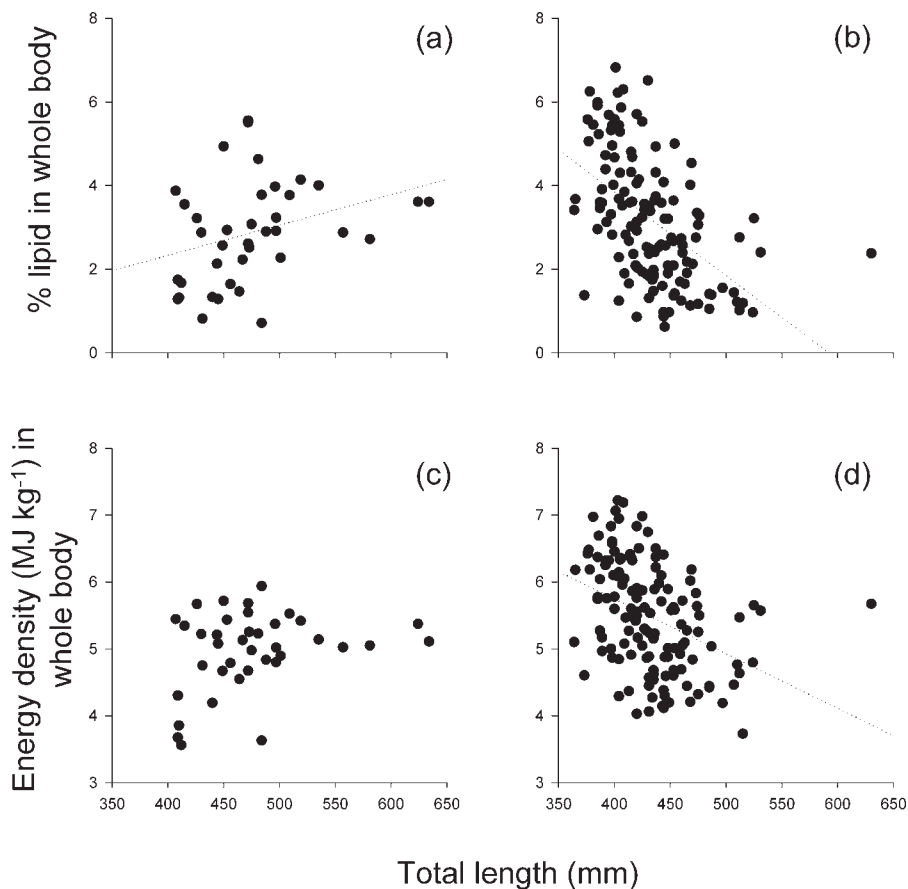 (a)
(b)
% lipid in whole body
8
6
4
2
0
8
6
4
2
0
(c)
(d)
Energy density (MJ kg⁻¹) in
whole body
8
7
6
5
4
3
8
7
6
5
4
3
350 400 450 500 550 600 650
350 400 450 500 550 600 650
Total length (mm)